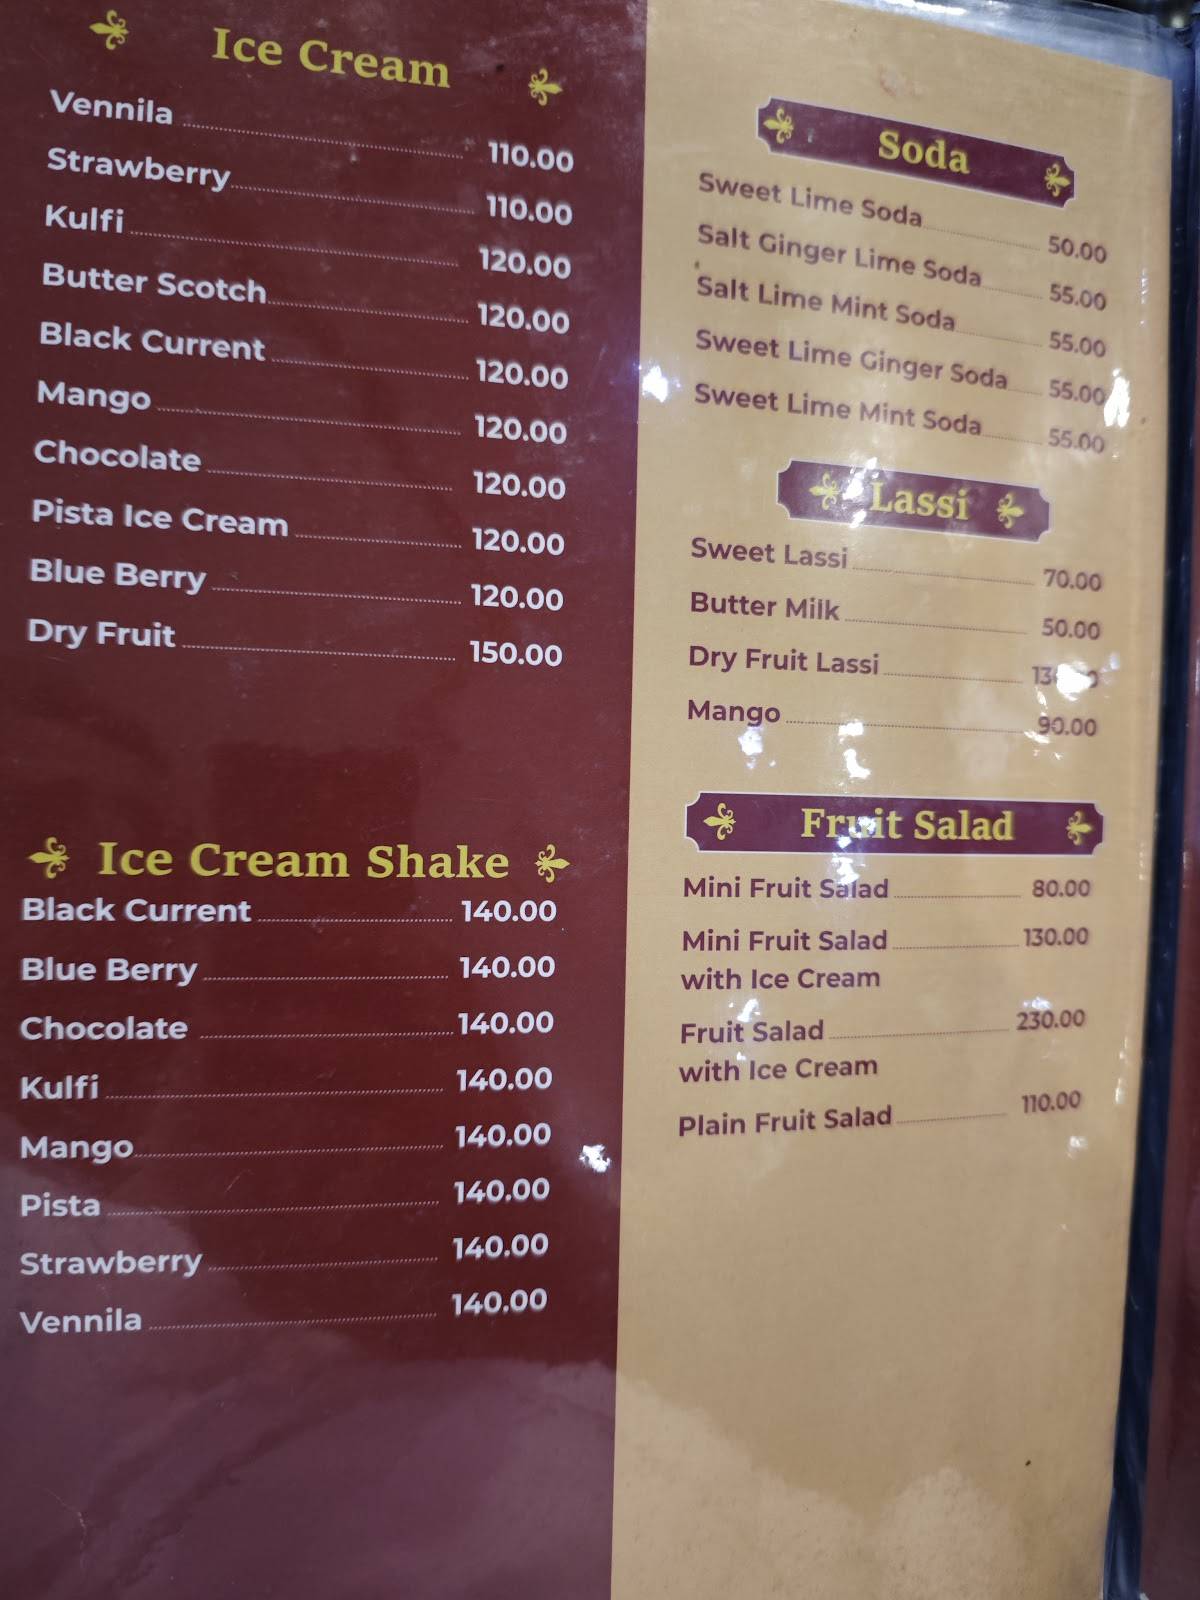 Ice Cream
Vennila 110.00
Strawberry 110.00
Kulfi 120.00
Butter Scotch 120.00
Black Current 120.00
Mango 120.00
Chocolate 120.00
Pista Ice Cream 120.00
Blue Berry 120.00
Dry Fruit 150.00
Ice Cream Shake
Black Current 140.00
Blue Berry 140.00
Chocolate 140.00
Kulfi 140.00
Mango 140.00
Pista 140.00
Strawberry 140.00
Vennila 140.00
Soda
Sweet Lime Soda 50.00
Salt Ginger Lime Soda 55.00
Salt Lime Mint Soda 55.00
Sweet Lime Ginger Soda 55.00
Sweet Lime Mint Soda 55.00
Lassi
Sweet Lassi 70.00
Butter Milk 50.00
Dry Fruit Lassi
Mango 90.00
Fruit Salad
Mini Fruit Salad 80.00
Mini Fruit Salad 130.00
with Ice Cream
Fruit Salad 230.00
with Ice Cream
Plain Fruit Salad 110.00